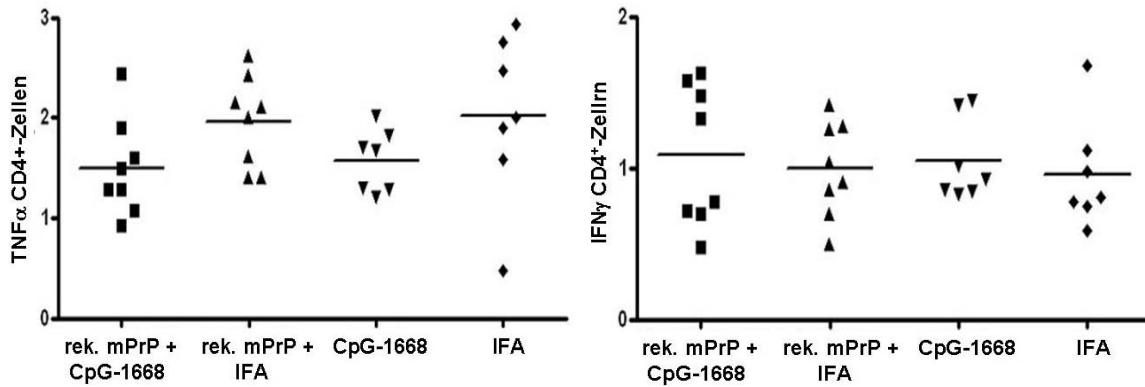 3
2
1
0
TNFα CD4+-Zellen
rek. mPrP +
CpG-1668
rek. mPrP +
IFA
CpG-1668
IFA
2
1
0
IFNγ CD4⁺-Zellrn
rek. mPrP +
CpG-1668
rek. mPrP +
IFA
CpG-1668
IFA